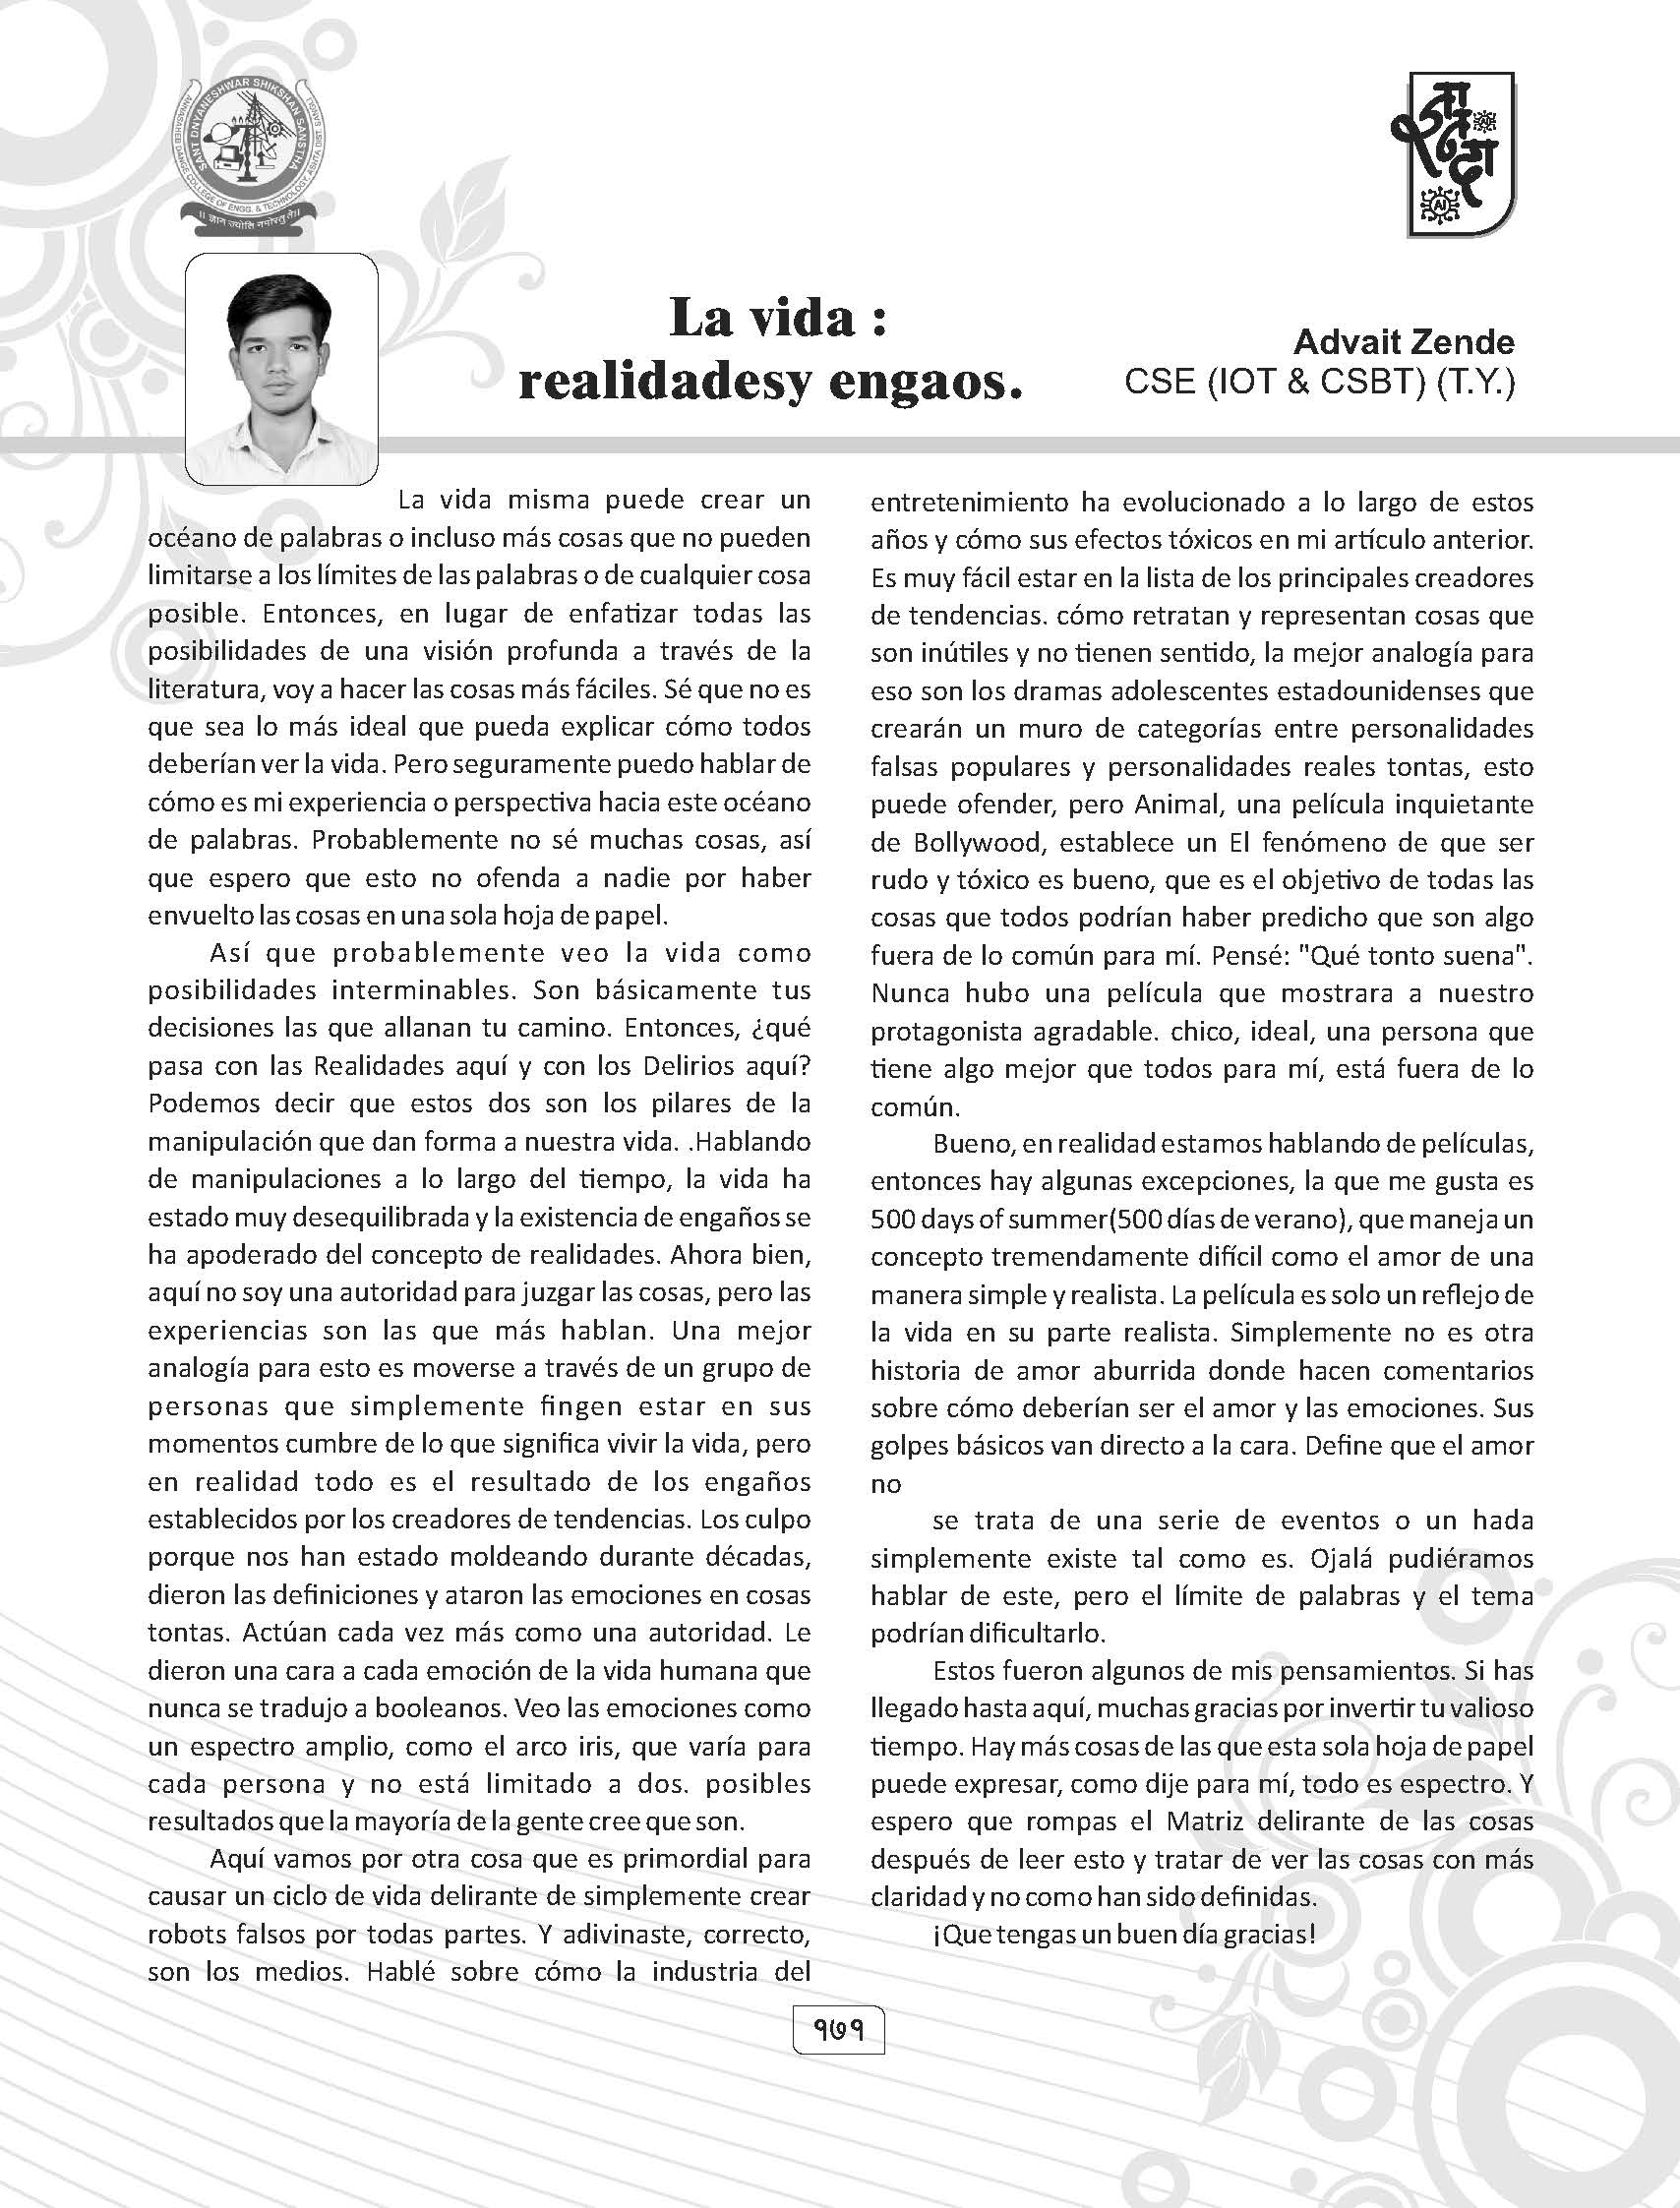 SANT DNYANESHWAR SHIKSHAN SANSTHA
ANNASAHEB DANGE COLLEGE OF ENGG. & TECHNOLOGY, ASHTA DIST. SANGLI
AI
AI
La vida :
realidadesy engaos.
Advait Zende
CSE (IOT & CSBT) (T.Y.)
La vida misma puede crear un
océano de palabras o incluso más cosas que no pueden
limitarse a los límites de las palabras o de cualquier cosa
posible. Entonces, en lugar de enfatizar todas las
posibilidades de una visión profunda a través de la
literatura, voy a hacer las cosas más fáciles. Sé que no es
que sea lo más ideal que pueda explicar cómo todos
deberían ver la vida. Pero seguramente puedo hablar de
cómo es mi experiencia o perspectiva hacia este océano
de palabras. Probablemente no sé muchas cosas, así
que espero que esto no ofenda a nadie por haber
envuelto las cosas en una sola hoja de papel.
Así que probablemente veo la vida como
posibilidades interminables. Son básicamente tus
decisiones las que allanan tu camino. Entonces, ¿qué
pasa con las Realidades aquí y con los Delirios aquí?
Podemos decir que estos dos son los pilares de la
manipulación que dan forma a nuestra vida. .Hablando
de manipulaciones a lo largo del tiempo, la vida ha
estado muy desequilibrada y la existencia de engaños se
ha apoderado del concepto de realidades. Ahora bien,
aquí no soy una autoridad para juzgar las cosas, pero las
experiencias son las que más hablan. Una mejor
analogía para esto es moverse a través de un grupo de
personas que simplemente fingen estar en sus
momentos cumbre de lo que significa vivir la vida, pero
en realidad todo es el resultado de los engaños
establecidos por los creadores de tendencias. Los culpo
porque nos han estado moldeando durante décadas,
dieron las definiciones y ataron las emociones en cosas
tontas. Actúan cada vez más como una autoridad. Le
dieron una cara a cada emoción de la vida humana que
nunca se tradujo a booleanos. Veo las emociones como
un espectro amplio, como el arco iris, que varía para
cada persona y no está limitado a dos. posibles
resultados que la mayoría de la gente cree que son.
Aquí vamos por otra cosa que es primordial para
causar un ciclo de vida delirante de simplemente crear
robots falsos por todas partes. Y adivinaste, correcto,
son los medios. Hablé sobre cómo la industria del
entretenimiento ha evolucionado a lo largo de estos
años y cómo sus efectos tóxicos en mi artículo anterior.
Es muy fácil estar en la lista de los principales creadores
de tendencias. cómo retratan y representan cosas que
son inútiles y no tienen sentido, la mejor analogía para
eso son los dramas adolescentes estadounidenses que
crearán un muro de categorías entre personalidades
falsas populares y personalidades reales tontas, esto
puede ofender, pero Animal, una película inquietante
de Bollywood, establece un El fenómeno de que ser
rudo y tóxico es bueno, que es el objetivo de todas las
cosas que todos podrían haber predicho que son algo
fuera de lo común para mí. Pensé: "Qué tonto suena".
Nunca hubo una película que mostrara a nuestro
protagonista agradable. chico, ideal, una persona que
tiene algo mejor que todos para mí, está fuera de lo
común.
Bueno, en realidad estamos hablando de películas,
entonces hay algunas excepciones, la que me gusta es
500 days of summer(500 días de verano), que maneja un
concepto tremendamente difícil como el amor de una
manera simple y realista. La película es solo un reflejo de
la vida en su parte realista. Simplemente no es otra
historia de amor aburrida donde hacen comentarios
sobre cómo deberían ser el amor y las emociones. Sus
golpes básicos van directo a la cara. Define que el amor
no
se trata de una serie de eventos o un hada
simplemente existe tal como es. Ojalá pudiéramos
hablar de este, pero el límite de palabras y el tema
podrían dificultarlo.
Estos fueron algunos de mis pensamientos. Si has
llegado hasta aquí, muchas gracias por invertir tu valioso
tiempo. Hay más cosas de las que esta sola hoja de papel
puede expresar, como dije para mí, todo es espectro. Y
espero que rompas el Matriz delirante de las cosas
después de leer esto y tratar de ver las cosas con más
claridad y no como han sido definidas.
¡Que tengas un buen día gracias!
१७१